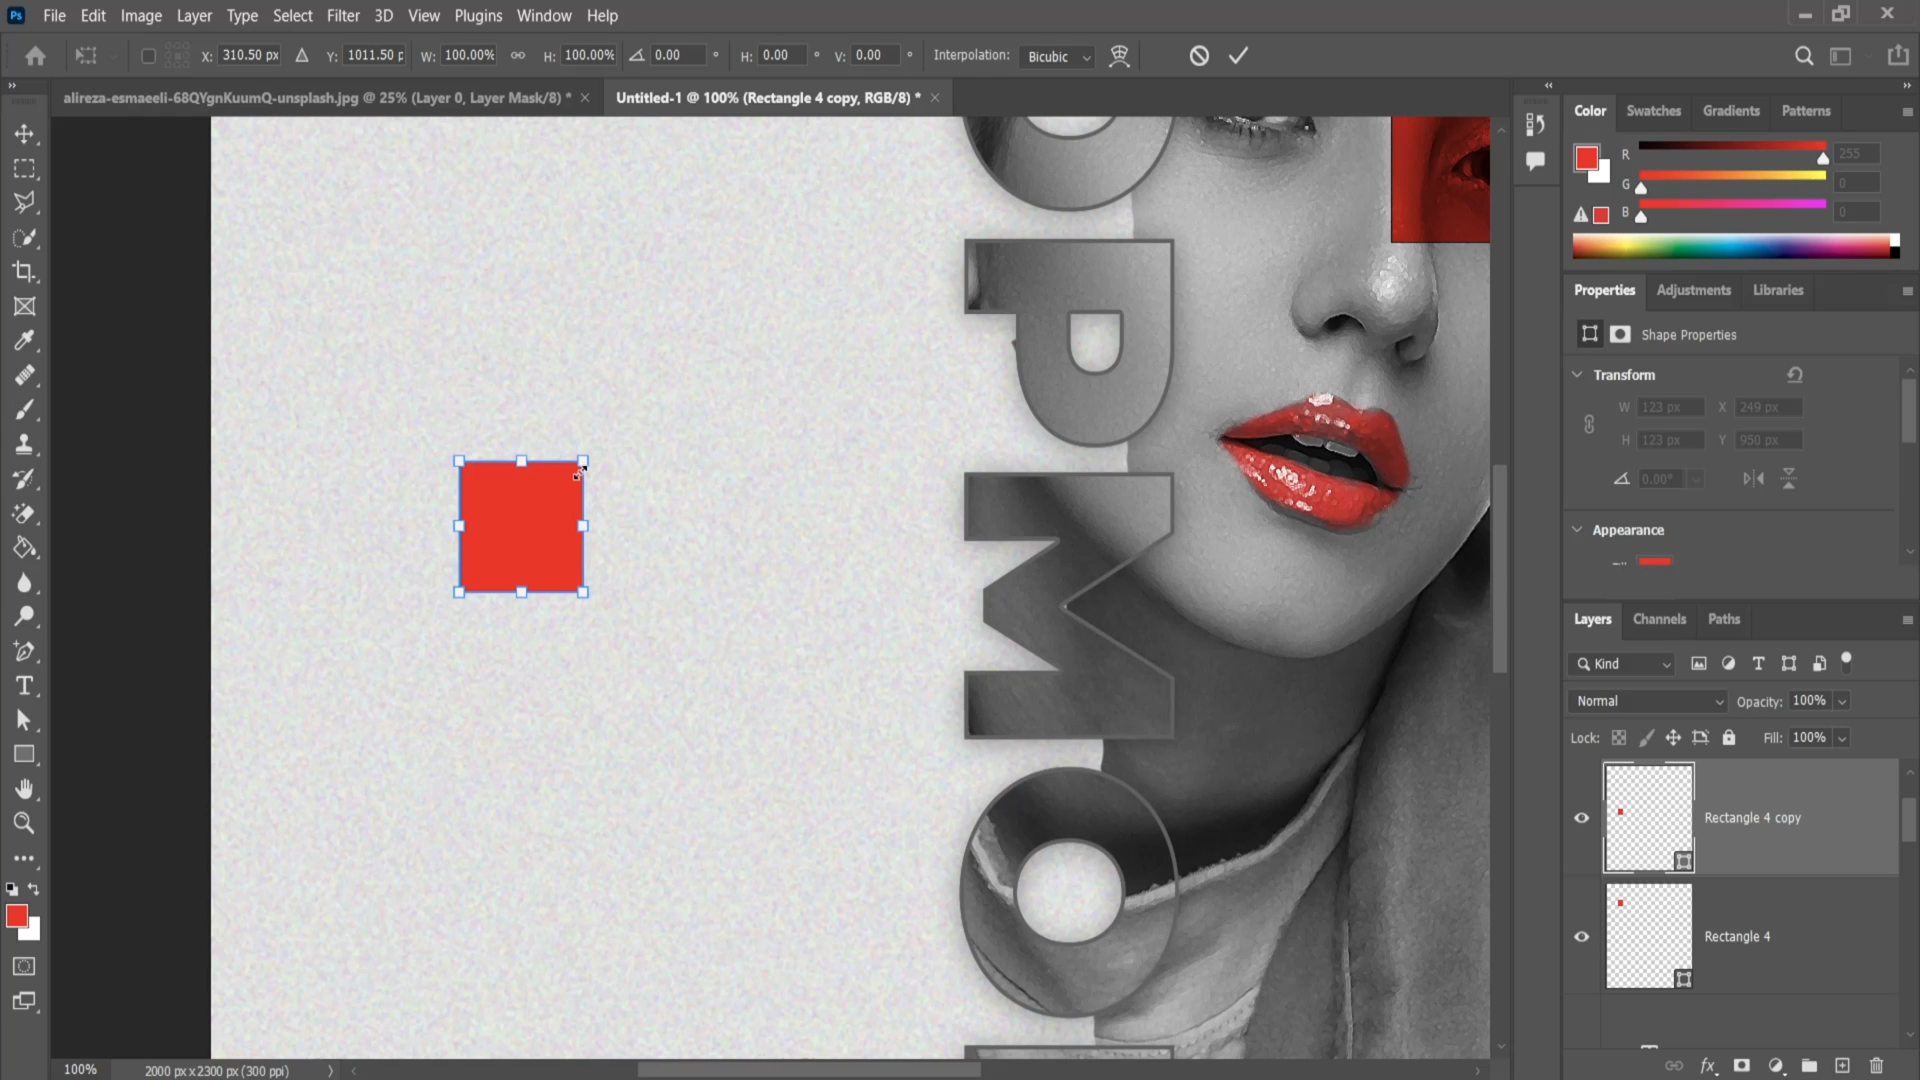 Ps File Edit Image Layer Type Select Filter 3D View Plugins Window Help
X: 310.50 px Y: 1011.50 p W: 100.00% H: 100.00% 0.00 ° H: 0.00 ° V: 0.00 ° Interpolation: Bicubic
alireza-esmaeeli-68QYgnKuumQ-unsplash.jpg @ 25% (Layer 0, Layer Mask/8) * Untitled-1 @ 100% (Rectangle 4 copy, RGB/8) *
Color Swatches Gradients Patterns
R 255
G 0
B 0
Properties Adjustments Libraries
Shape Properties
Transform
W 123 px X 249 px
H 123 px Y 950 px
0.00°
Appearance
Layers Channels Paths
Kind
Normal Opacity: 100%
Lock: Fill: 100%
Rectangle 4 copy
Rectangle 4
100% 2000 px x 2300 px (300 ppi)